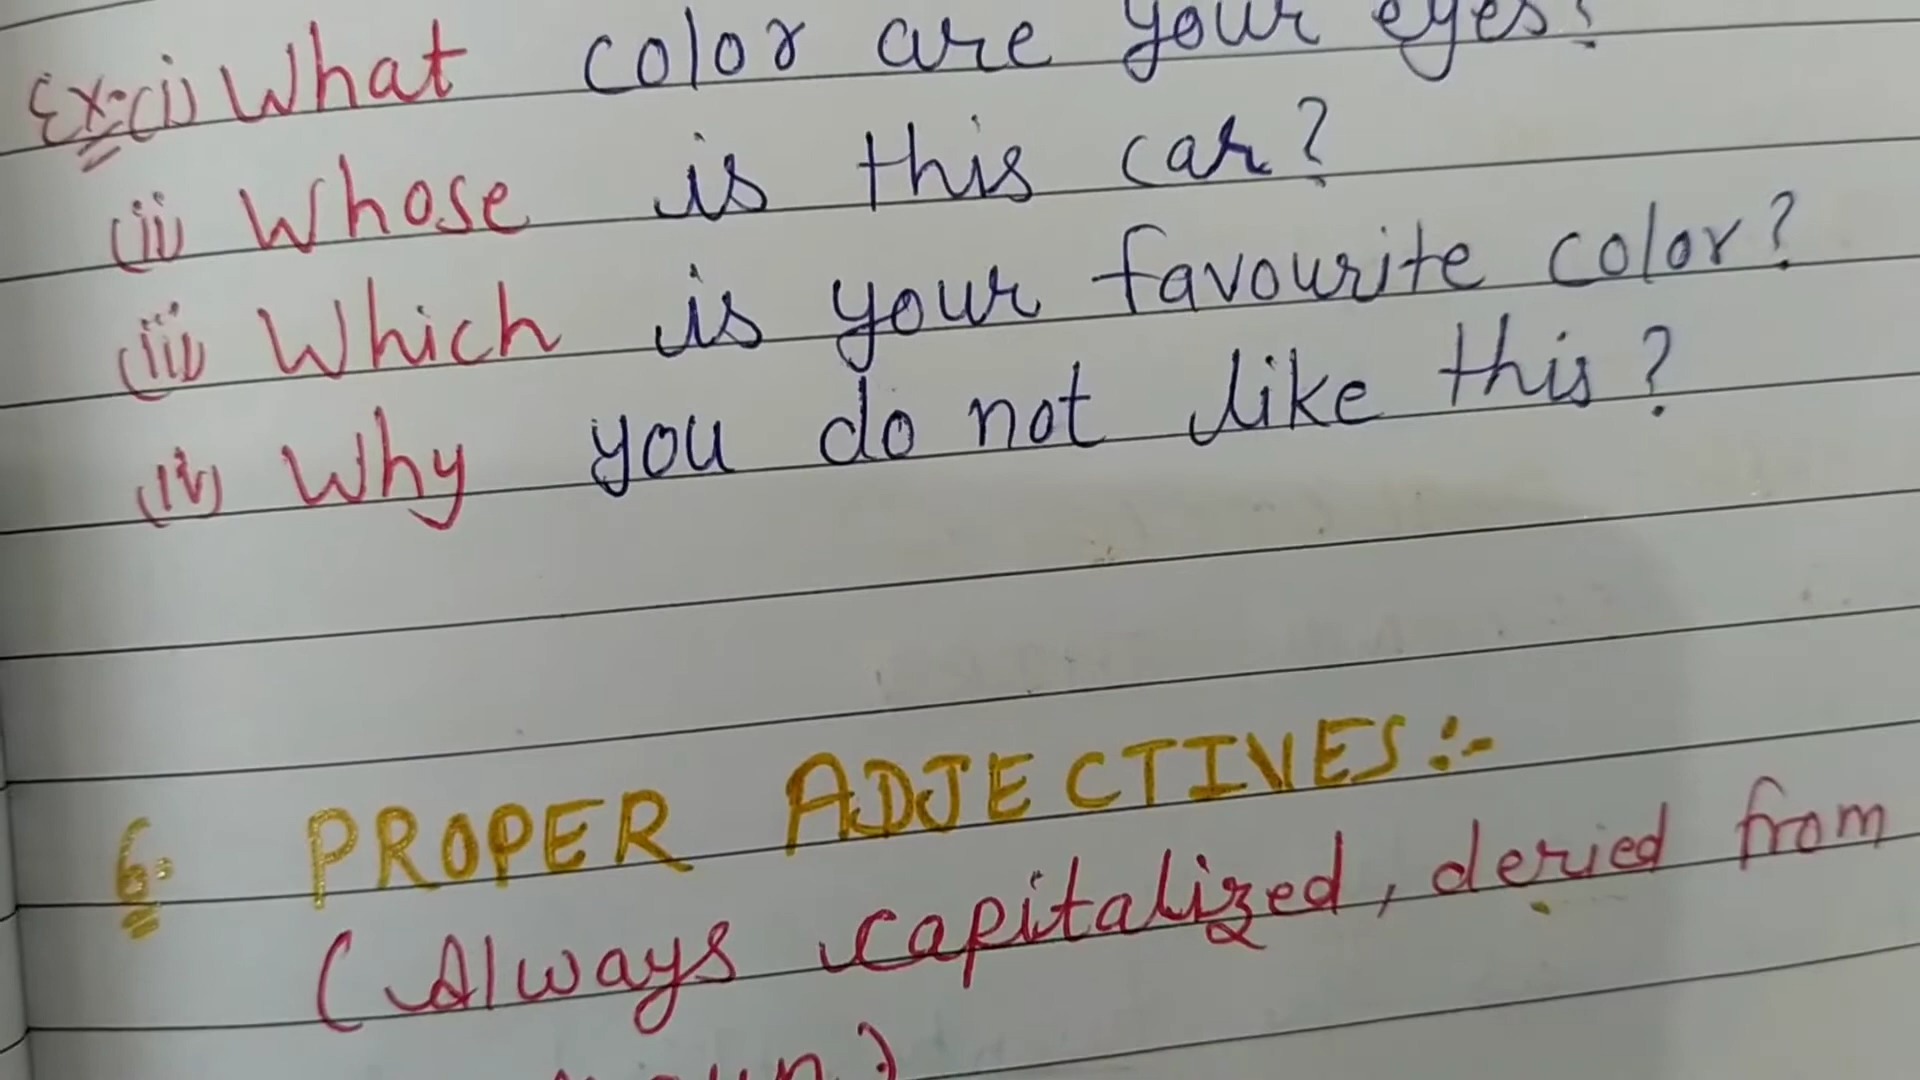 Ex:-(i) What color are your eyes?
(ii) Whose is this car?
(iii) Which is your favourite color?
(iv) Why you do not like this?
6. PROPER ADJECTIVES:-
(Always capitalized, deried from
noun)